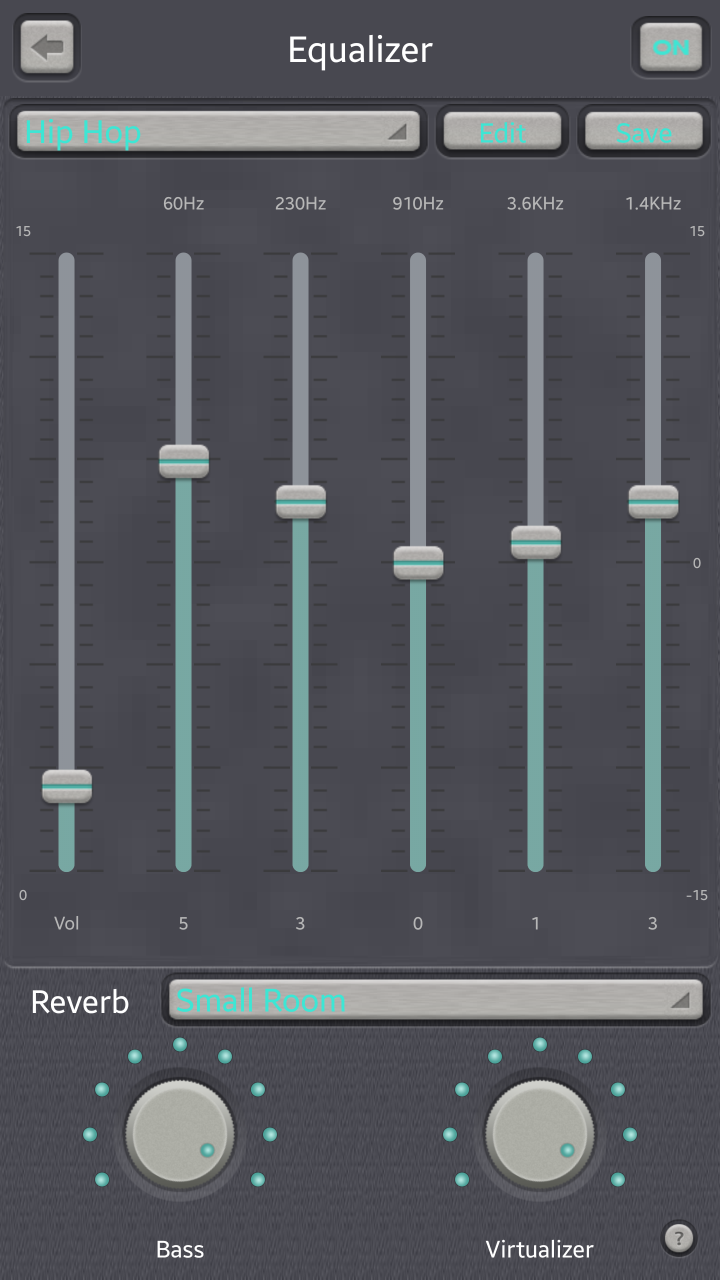 Equalizer
ON
Hip Hop
Edit
Save
60Hz 230Hz 910Hz 3.6KHz 1.4KHz
15 15
0
0 -15
Vol 5 3 0 1 3
Reverb
Small Room
Bass Virtualizer
?